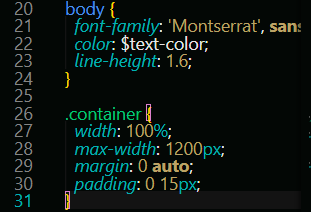 20 body {
21 font-family: 'Montserrat', sans
22 color: $text-color;
23 line-height: 1.6;
24 }
25
26 .container {
27 width: 100%;
28 max-width: 1200px;
29 margin: 0 auto;
30 padding: 0 15px;
31 }